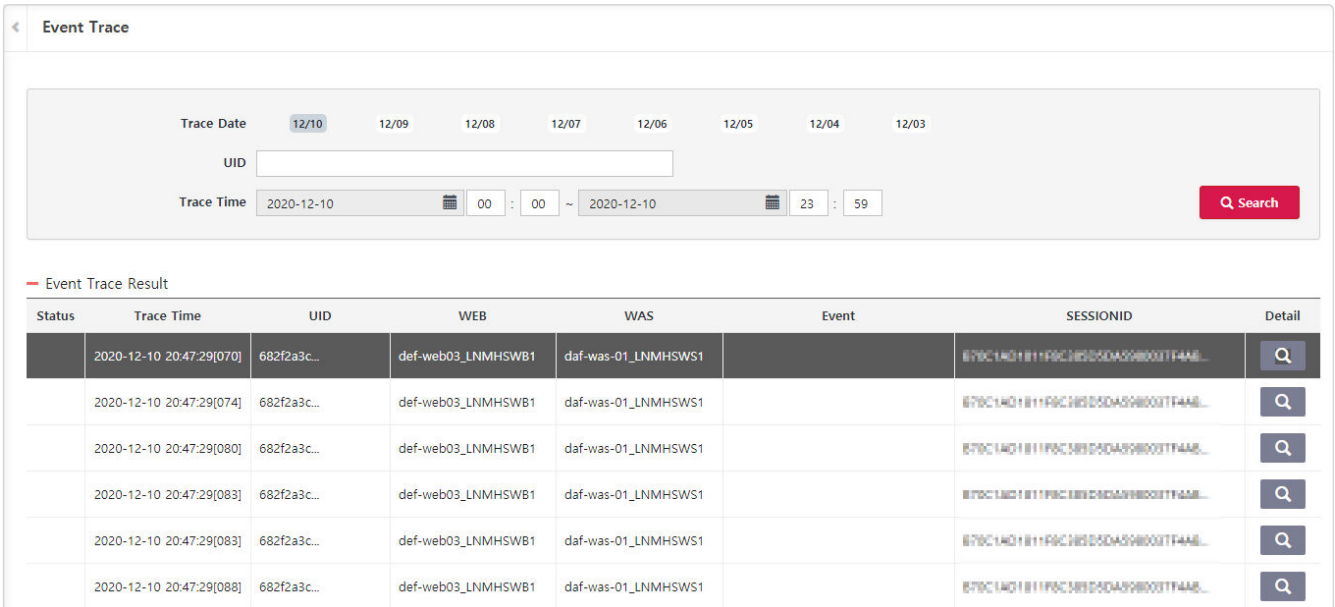 Event Trace
Trace Date 12/10 12/09 12/08 12/07 12/06 12/05 12/04 12/03
UID
Trace Time 2020-12-10 00 : 00 ~ 2020-12-10 23 : 59 Search
Event Trace Result
Status Trace Time UID WEB WAS Event SESSIONID Detail
2020-12-10 20:47:29[070] 682f2a3c... def-web03_LNMHSWB1 daf-was-01_LNMHSWS1
2020-12-10 20:47:29[074] 682f2a3c... def-web03_LNMHSWB1 daf-was-01_LNMHSWS1
2020-12-10 20:47:29[080] 682f2a3c... def-web03_LNMHSWB1 daf-was-01_LNMHSWS1
2020-12-10 20:47:29[083] 682f2a3c... def-web03_LNMHSWB1 daf-was-01_LNMHSWS1
2020-12-10 20:47:29[083] 682f2a3c... def-web03_LNMHSWB1 daf-was-01_LNMHSWS1
2020-12-10 20:47:29[088] 682f2a3c... def-web03_LNMHSWB1 daf-was-01_LNMHSWS1